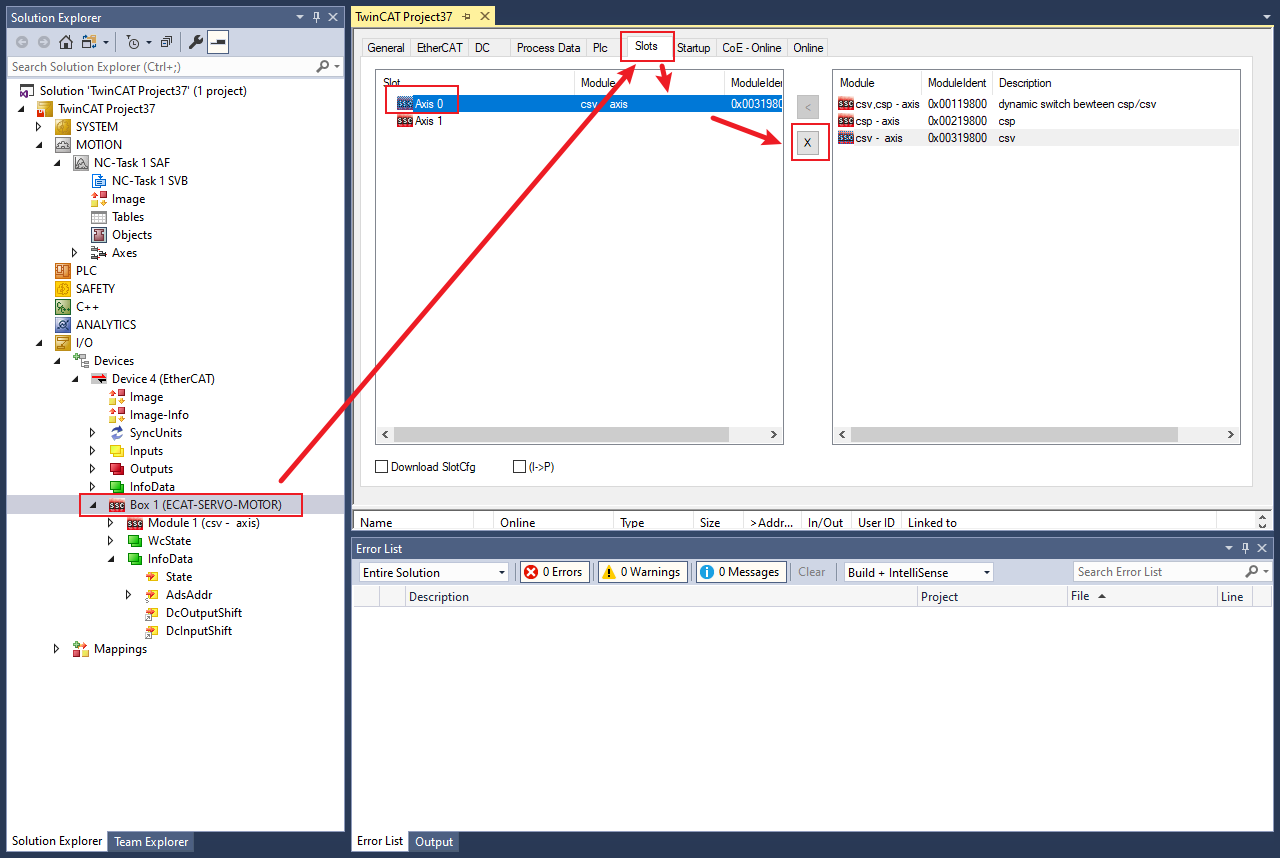 Solution Explorer
Search Solution Explorer (Ctrl+;)
Solution 'TwinCAT Project37' (1 project)
TwinCAT Project37
SYSTEM
MOTION
NC-Task 1 SAF
NC-Task 1 SVB
Image
Tables
Objects
Axes
PLC
SAFETY
C++
ANALYTICS
I/O
Devices
Device 4 (EtherCAT)
Image
Image-Info
SyncUnits
Inputs
Outputs
InfoData
Box 1 (ECAT-SERVO-MOTOR)
Module 1 (csv - axis)
WcState
InfoData
State
AdsAddr
DcOutputShift
DcInputShift
Mappings
Solution Explorer
Team Explorer
TwinCAT Project37
General
EtherCAT
DC
Process Data
Plc
Slots
Startup
CoE - Online
Online
Slot
Module
ModuleIder
Axis 0
csv - axis
0x0031980
Axis 1
<
X
Module
ModuleIdent
Description
csv,csp - axis
0x00119800
dynamic switch bewteen csp/csv
csp - axis
0x00219800
csp
csv - axis
0x00319800
csv
Download SlotCfg
(I->P)
Name
Online
Type
Size
>Addr...
In/Out
User ID
Linked to
Error List
Entire Solution
0 Errors
0 Warnings
0 Messages
Clear
Build + IntelliSense
Search Error List
Description
Project
File
Line
Error List
Output